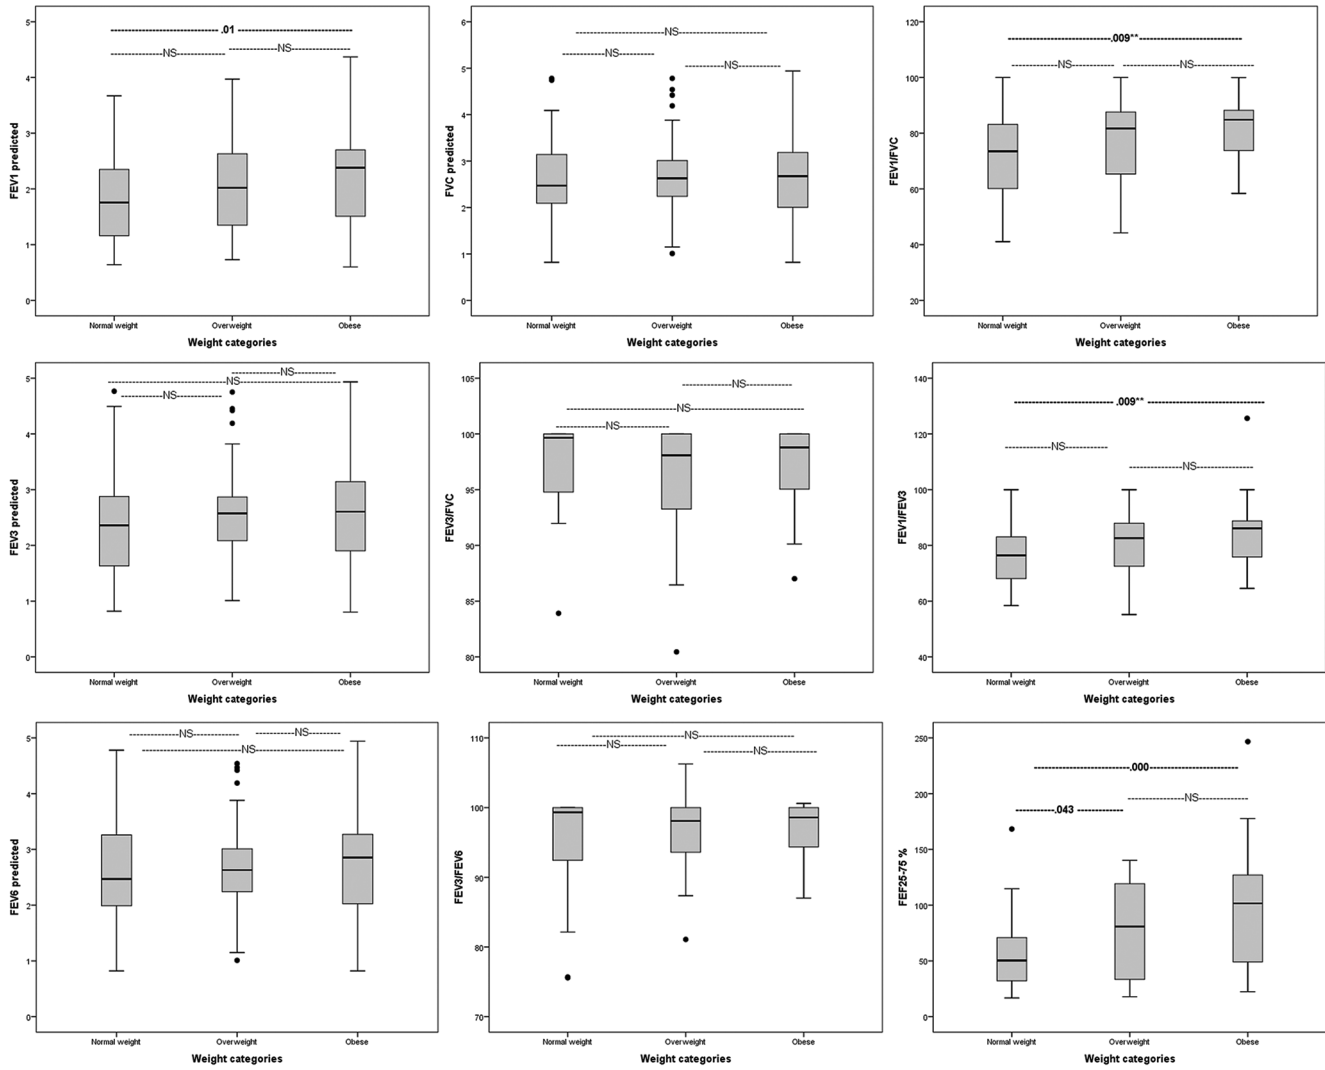 5
4
3
2
1
0
FEV1 predicted
.01
NS
NS
Normal weight
Overweight
Obese
Weight categories
6
5
4
3
2
1
0
FVC predicted
NS
NS
NS
Normal weight
Overweight
Obese
Weight categories
120
100
80
60
40
20
FEV1/FVC
.009**
NS
NS
Normal weight
Overweight
Obese
Weight categories
5
4
3
2
1
0
FEV3 predicted
NS
NS
NS
Normal weight
Overweight
Obese
Weight categories
105
100
95
90
85
80
FEV3/FVC
NS
NS
NS
Normal weight
Overweight
Obese
Weight categories
140
120
100
80
60
40
FEV1/FEV3
.009**
NS
NS
Normal weight
Overweight
Obese
Weight categories
5
4
3
2
1
0
FEV6 predicted
NS
NS
NS
Normal weight
Overweight
Obese
Weight categories
110
100
90
80
70
FEV3/FEV6
NS
NS
NS
Normal weight
Overweight
Obese
Weight categories
250
200
150
100
50
0
FEF25-75 %
.000
NS
.043
Normal weight
Overweight
Obese
Weight categories